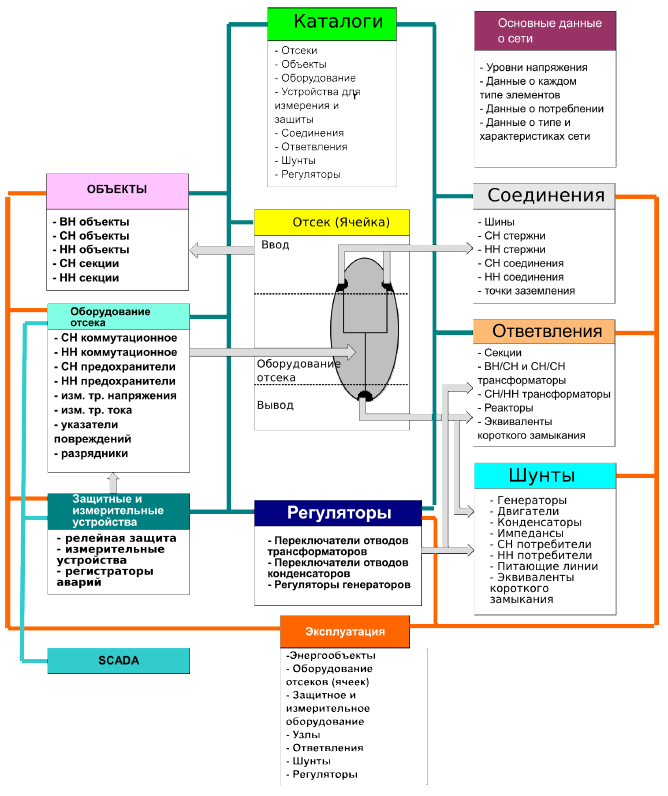 Каталоги
- Отсеки
- Объекты
- Оборудование
- Устройства для
измерения и
защиты
- Соединения
- Ответвления
- Шунты
- Регуляторы
Основные данные
о сети
- Уровни напряжения
- Данные о каждом
типе элементов
- Данные о потреблении
- Данные о типе и
характеристиках сети
ОБЪЕКТЫ
- ВН объекты
- СН объекты
- НН объекты
- СН секции
- НН секции
Отсек (Ячейка)
Ввод
Оборудование
отсека
Вывод
Соединения
- Шины
- СН стержни
- НН стержни
- СН соединения
- НН соединения
- точки заземления
Оборудование
отсека
- СН коммутационное
- НН коммутационное
- СН предохранители
- НН предохранители
- изм. тр. напряжения
- изм. тр. тока
- указатели
повреждений
- разрядники
Ответвления
- Секции
- ВН/СН и СН/СН
трансформаторы
- СН/НН трансформаторы
- Реакторы
- Эквиваленты
короткого замыкания
Защитные и
измерительные
устройства
- релейная защита
- измерительные
устройства
- регистраторы
аварий
Регуляторы
- Переключатели отводов
трансформаторов
- Переключатели отводов
конденсаторов
- Регуляторы генераторов
Шунты
- Генераторы
- Двигатели
- Конденсаторы
- Импедансы
- СН потребители
- НН потребители
- Питающие линии
- Эквиваленты
короткого
замыкания
SCADA
Эксплуатация
-Энергообъекты
- Оборудование
отсеков (ячеек)
- Защитное и
измерительное
оборудование
- Узлы
- Ответвления
- Шунты
- Регуляторы